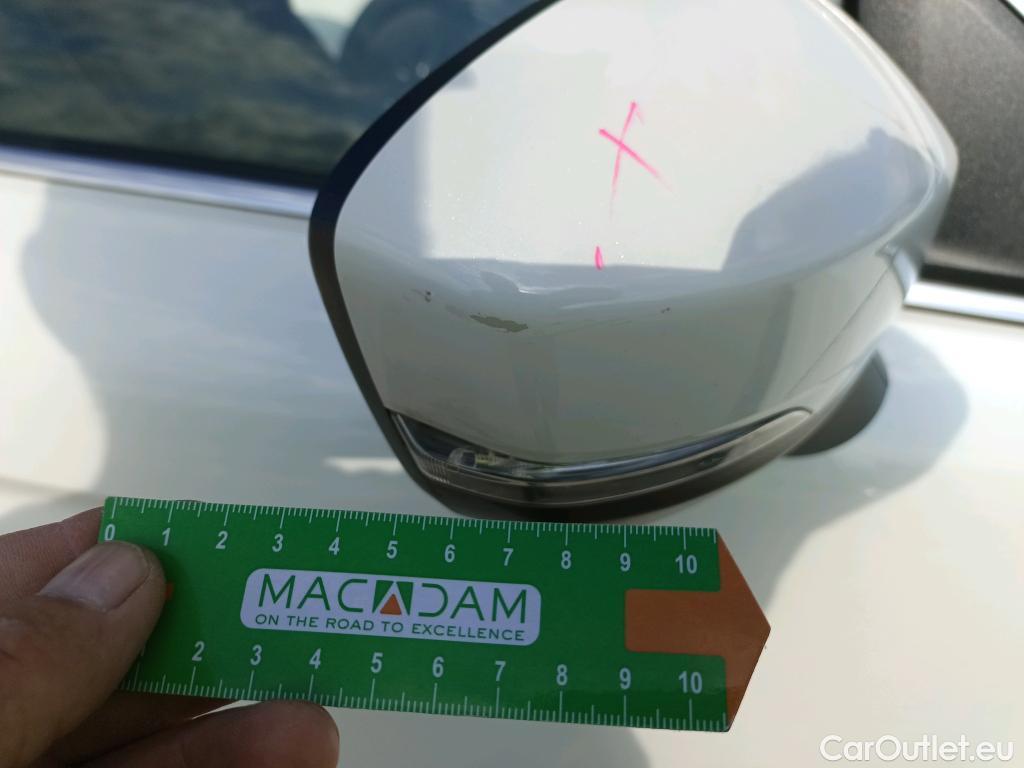 0 1 2 3 4 5 6 7 8 9 10
MACADAM
ON THE ROAD TO EXCELLENCE
2 3 4 5 6 7 8 9 10
CarOutlet.eu